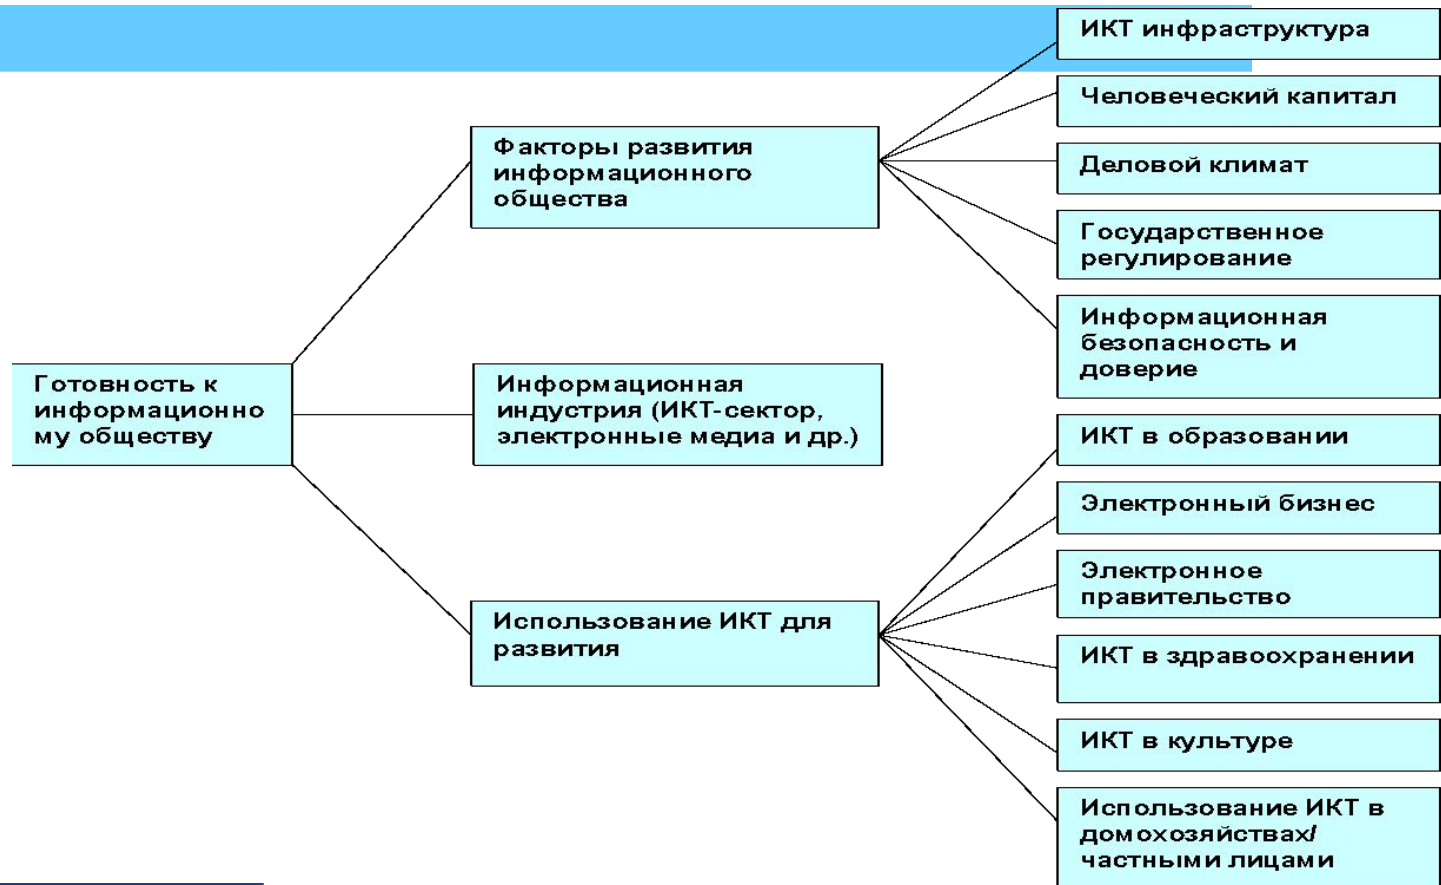 Готовность к
информационно
му обществу
Факторы развития
информационного
общества
Информационная
индустрия (ИКТ-сектор,
электронные медиа и др.)
Использование ИКТ для
развития
ИКТ инфраструктура
Человеческий капитал
Деловой климат
Государственное
регулирование
Информационная
безопасность и
доверие
ИКТ в образовании
Электронный бизнес
Электронное
правительство
ИКТ в здравоохранении
ИКТ в культуре
Использование ИКТ в
домохозяйствах/
частными лицами